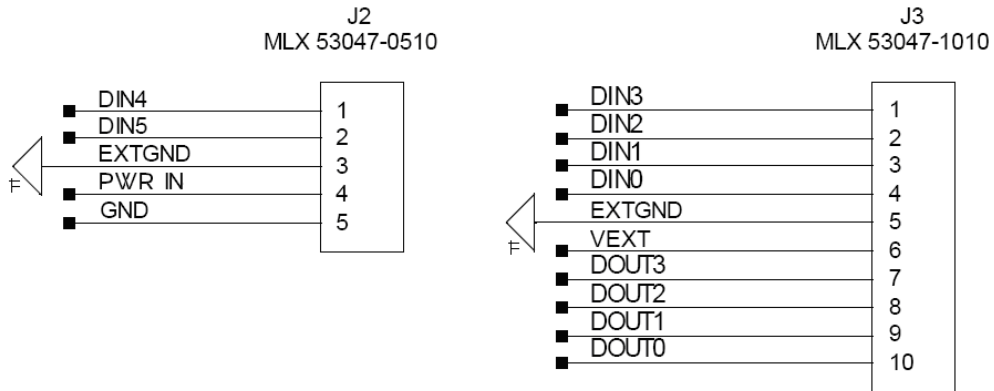 J2
MLX 53047-0510
DIN4 1
DIN5 2
EXTGND 3
PWR IN 4
GND 5
J3
MLX 53047-1010
DIN3 1
DIN2 2
DIN1 3
DIN0 4
EXTGND 5
VEXT 6
DOUT3 7
DOUT2 8
DOUT1 9
DOUT0 10